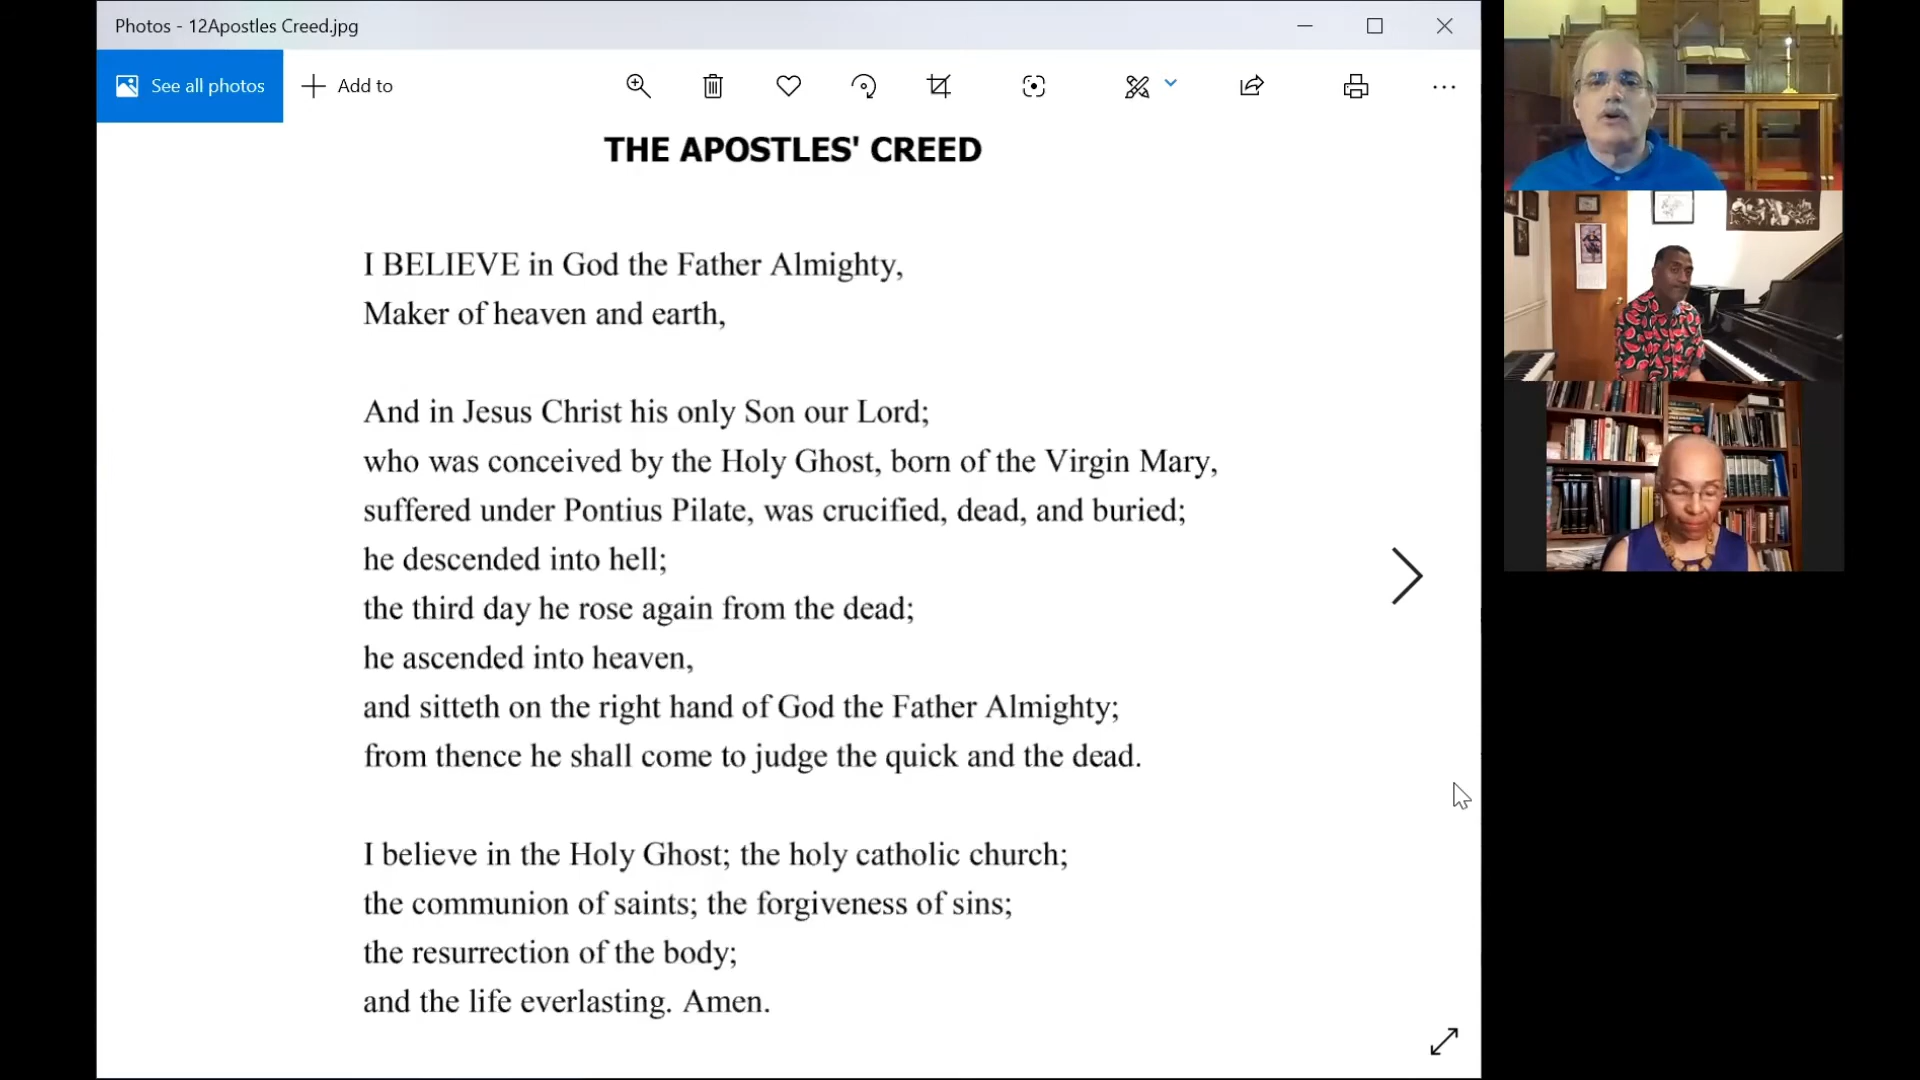 Photos - 12Apostles Creed.jpg
See all photos
Add to
THE APOSTLES' CREED
I BELIEVE in God the Father Almighty,
Maker of heaven and earth,
And in Jesus Christ his only Son our Lord;
who was conceived by the Holy Ghost, born of the Virgin Mary,
suffered under Pontius Pilate, was crucified, dead, and buried;
he descended into hell;
the third day he rose again from the dead;
he ascended into heaven,
and sitteth on the right hand of God the Father Almighty;
from thence he shall come to judge the quick and the dead.
I believe in the Holy Ghost; the holy catholic church;
the communion of saints; the forgiveness of sins;
the resurrection of the body;
and the life everlasting. Amen.